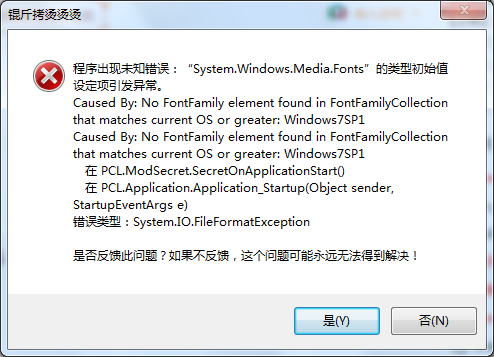 锟斤拷烫烫烫
程序出现未知错误：“System.Windows.Media.Fonts”的类型初始值
设定项引发异常。
Caused By: No FontFamily element found in FontFamilyCollection
that matches current OS or greater: Windows7SP1
Caused By: No FontFamily element found in FontFamilyCollection
that matches current OS or greater: Windows7SP1
在 PCL.ModSecret.SecretOnApplicationStart()
在 PCL.Application.Application_Startup(Object sender,
StartupEventArgs e)
错误类型：System.IO.FileFormatException
是否反馈此问题？如果不反馈，这个问题可能永远无法得到解决！
是(Y)
否(N)